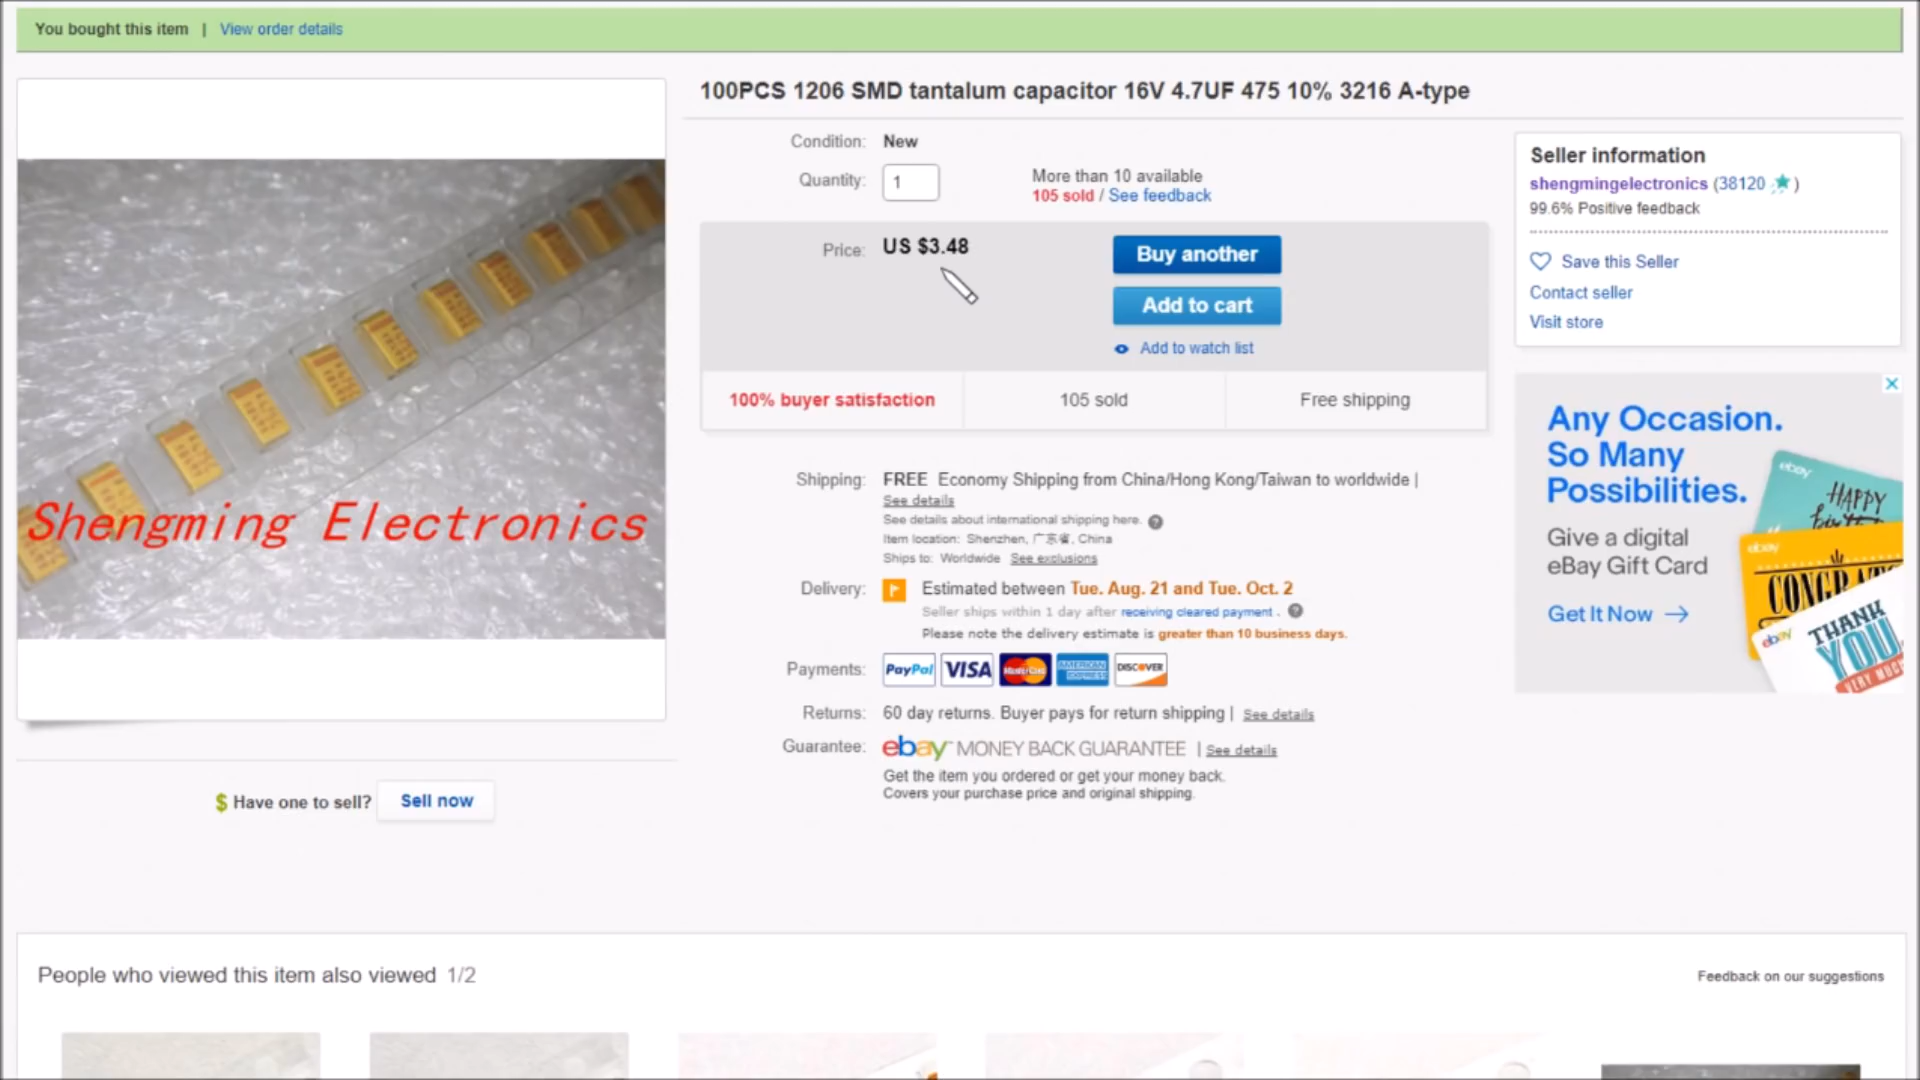 You bought this item | View order details
100PCS 1206 SMD tantalum capacitor 16V 4.7UF 475 10% 3216 A-type
Condition: New
Quantity: 1
More than 10 available
105 sold / See feedback
Price: US $3.48
Buy another
Add to cart
Add to watch list
100% buyer satisfaction
105 sold
Free shipping
Shipping: FREE Economy Shipping from China/Hong Kong/Taiwan to worldwide |
See details
See details about international shipping here.
Item location: Shenzhen, 广东省, China
Ships to: Worldwide See exclusions
Delivery: Estimated between Tue. Aug. 21 and Tue. Oct. 2
Seller ships within 1 day after receiving cleared payment .
Please note the delivery estimate is greater than 10 business days.
Payments: PayPal VISA MasterCard AMERICAN EXPRESS DISCOVER
Returns: 60 day returns. Buyer pays for return shipping | See details
Guarantee: ebay MONEY BACK GUARANTEE | See details
Get the item you ordered or get your money back.
Covers your purchase price and original shipping.
Seller information
shengmingelectronics (38120 )
99.6% Positive feedback
Save this Seller
Contact seller
Visit store
Any Occasion.
So Many
Possibilities.
Give a digital
eBay Gift Card
Get It Now
ebay
HAPPY
ebay
ebay
THANK
YOU
VERY
Shengming Electronics
$ Have one to sell? Sell now
People who viewed this item also viewed 1/2
Feedback on our suggestions